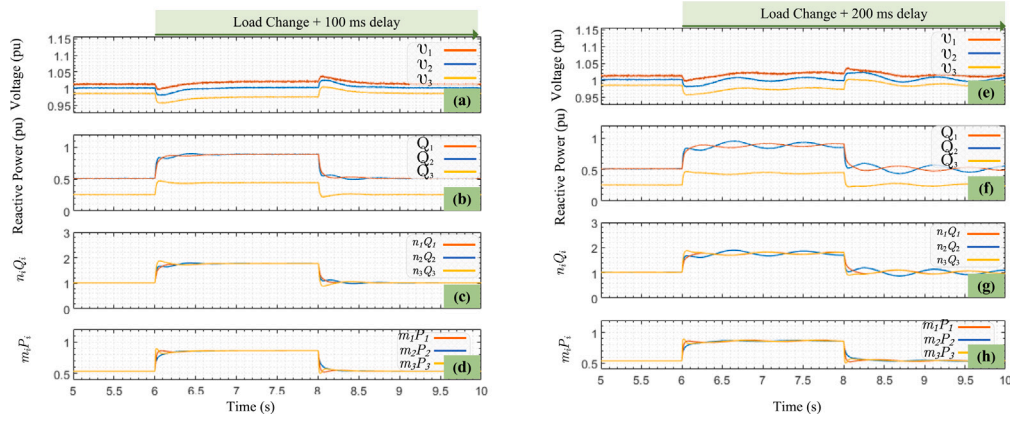 Load Change + 100 ms delay
Voltage (pu)
1.15
1.1
1.05
1
0.95
υ1
υ2
υ3
(a)
Reactive Power (pu)
1
0.5
0
Q1
Q2
Q3
(b)
niQi
3
2
1
0
n1Q1
n2Q2
n3Q3
(c)
miPi
1
0.5
m1P1
m2P2
m3P3
(d)
5 5.5 6 6.5 7 7.5 8 8.5 9 9.5 10
Time (s)
Load Change + 200 ms delay
Voltage (pu)
1.15
1.1
1.05
1
0.95
υ1
υ2
υ3
(e)
Reactive Power (pu)
1
0.5
0
Q1
Q2
Q3
(f)
niQi
3
2
1
0
n1Q1
n2Q2
n3Q3
(g)
miPi
1
0.5
m1P1
m2P2
m3P3
(h)
5 5.5 6 6.5 7 7.5 8 8.5 9 9.5 10
Time (s)